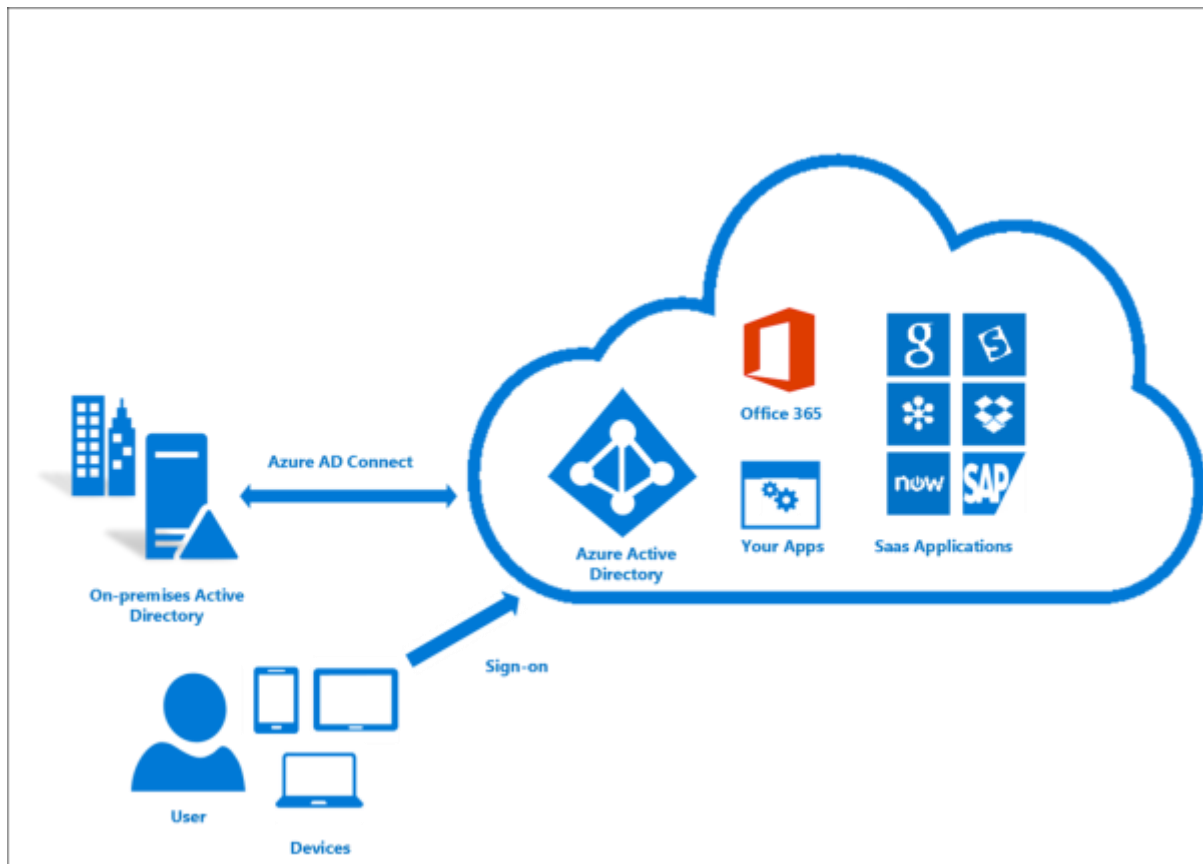 Office 365
Azure AD Connect
now
SAP
Azure Active
Directory
Your Apps
Saas Applications
On-premises Active
Directory
Sign-on
User
Devices
g
S